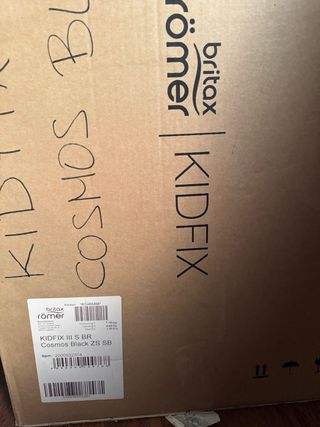 KIDFIX
COSMOS BL
britax
römer
KIDFIX
britax
römer
KIDFIX III S BR
Cosmos Black ZS SB